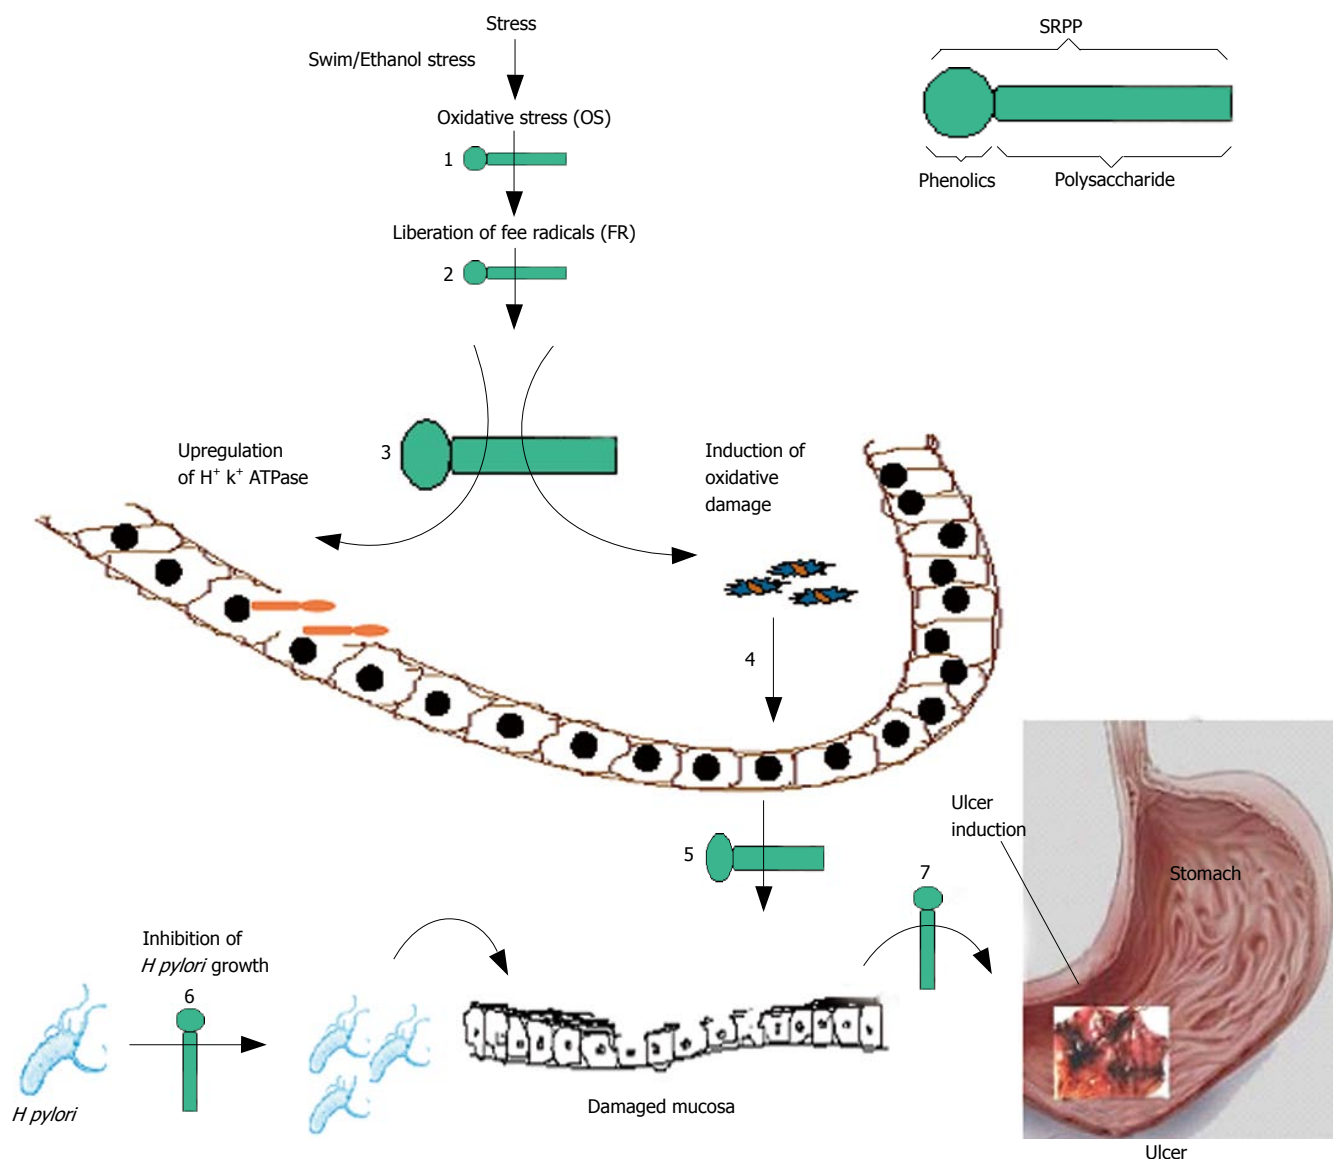 Stress
Swim/Ethanol stress
Oxidative stress (OS)
1
Liberation of fee radicals (FR)
2
SRPP
Phenolics
Polysaccharide
Upregulation
of H⁺ k⁺ ATPase
3
Induction of
oxidative
damage
4
5
Ulcer
induction
7
Stomach
Inhibition of
H pylori growth
6
H pylori
Damaged mucosa
Ulcer